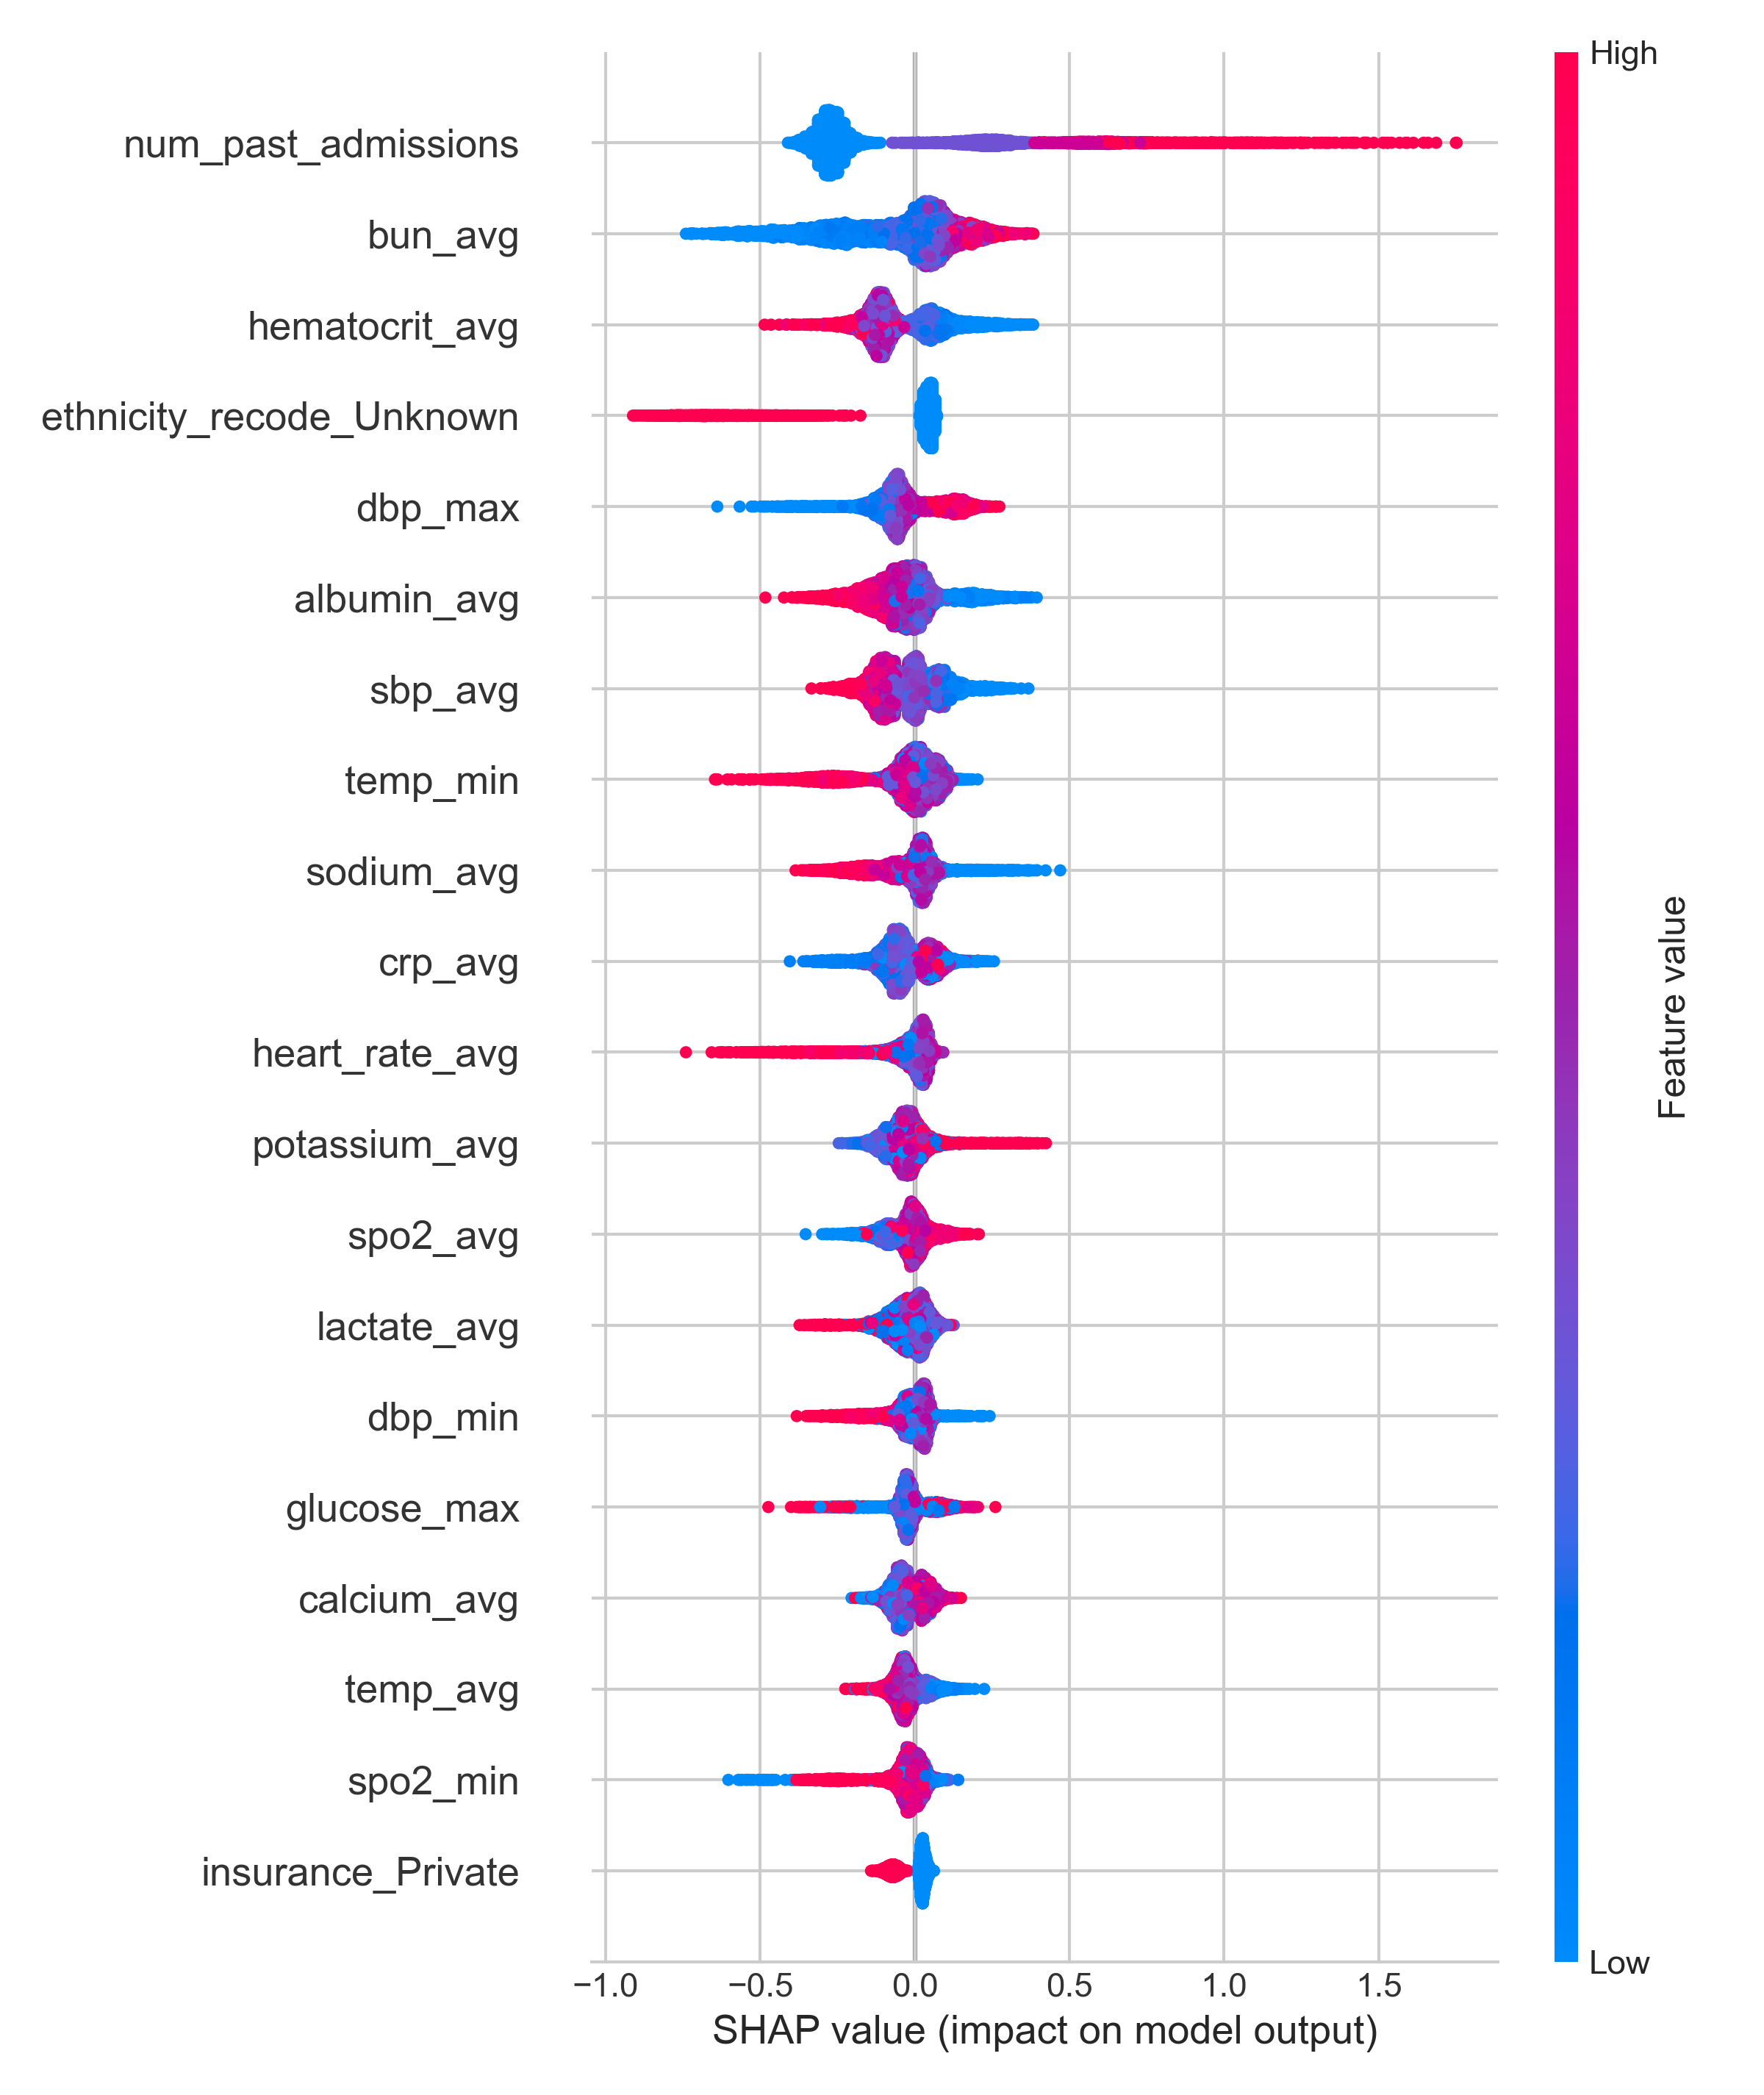 High
num_past_admissions
bun_avg
hematocrit_avg
ethnicity_recode_Unknown
dbp_max
albumin_avg
sbp_avg
temp_min
sodium_avg
crp_avg
heart_rate_avg
potassium_avg
spo2_avg
lactate_avg
dbp_min
glucose_max
calcium_avg
temp_avg
spo2_min
insurance_Private
Feature value
Low
−1.0 −0.5 0.0 0.5 1.0 1.5
SHAP value (impact on model output)